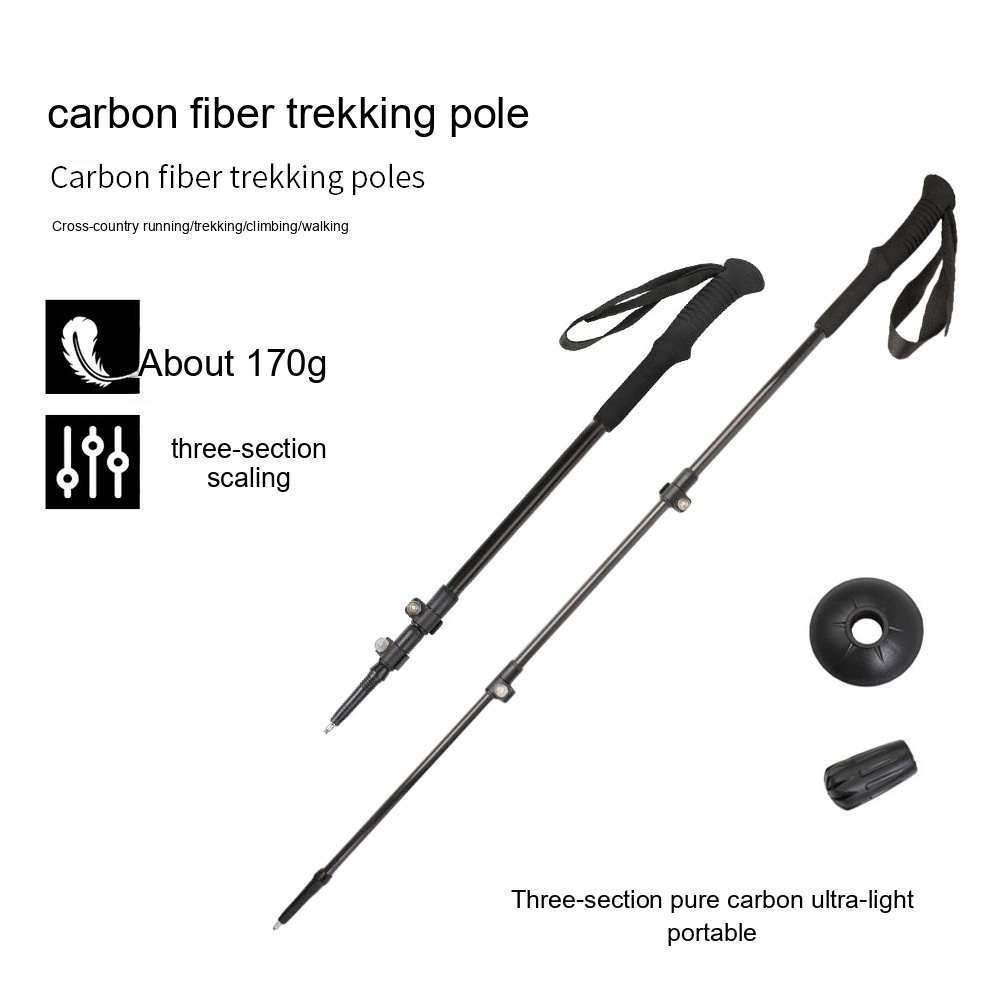 carbon fiber trekking pole
Carbon fiber trekking poles
Cross-country running/trekking/climbing/walking
About 170g
three-section
scaling
Three-section pure carbon ultra-light
portable